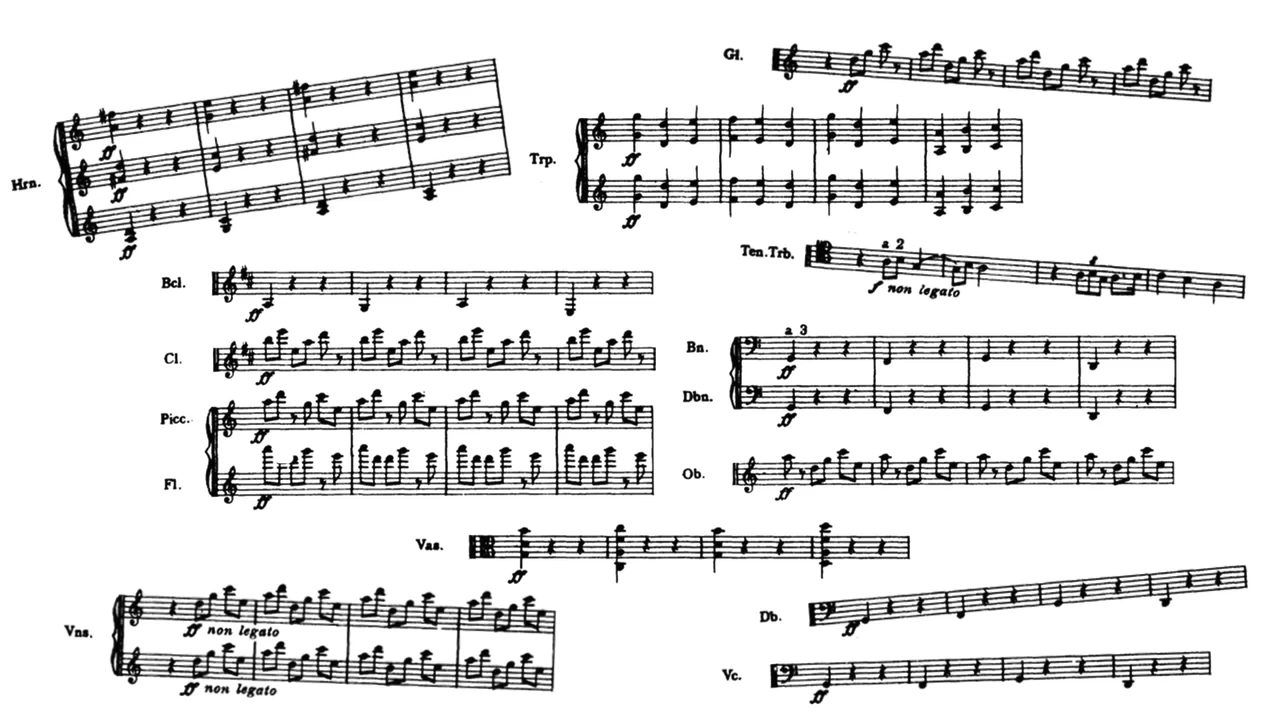 Gl.
ff
Hrn.
ff
ff
ff
Trp.
ff
ff
Ten.Trb.
a 2
f non legato
Bcl.
ff
Cl.
ff
Picc.
ff
Fl.
ff
Bn.
a 3
ff
Dbn.
ff
Ob.
ff
Vas.
ff
Vns.
ff non legato
ff non legato
Db.
ff
Vc.
ff